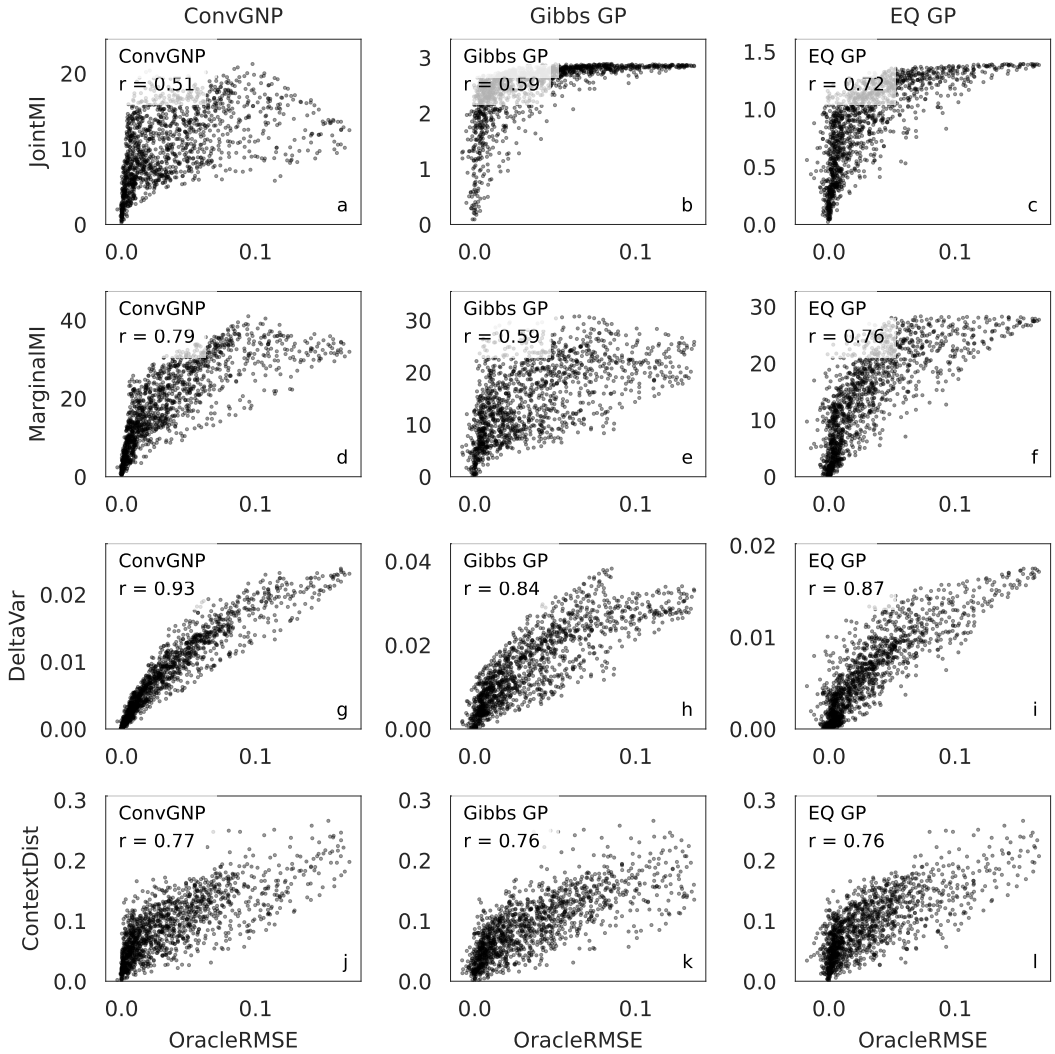 ConvGNP
Gibbs GP
EQ GP
JointMI
20
10
0
ConvGNP
r = 0.51
a
0.0
0.1
3
2
1
0
Gibbs GP
r = 0.59
b
0.0
0.1
1.5
1.0
0.5
0.0
EQ GP
r = 0.72
c
0.0
0.1
MarginalMI
40
20
0
ConvGNP
r = 0.79
d
0.0
0.1
30
20
10
0
Gibbs GP
r = 0.59
e
0.0
0.1
30
20
10
0
EQ GP
r = 0.76
f
0.0
0.1
DeltaVar
0.02
0.01
0.00
ConvGNP
r = 0.93
g
0.0
0.1
0.04
0.02
0.00
Gibbs GP
r = 0.84
h
0.0
0.1
0.02
0.01
0.00
EQ GP
r = 0.87
i
0.0
0.1
ContextDist
0.3
0.2
0.1
0.0
ConvGNP
r = 0.77
j
0.0
0.1
OracleRMSE
0.3
0.2
0.1
0.0
Gibbs GP
r = 0.76
k
0.0
0.1
OracleRMSE
0.3
0.2
0.1
0.0
EQ GP
r = 0.76
l
0.0
0.1
OracleRMSE